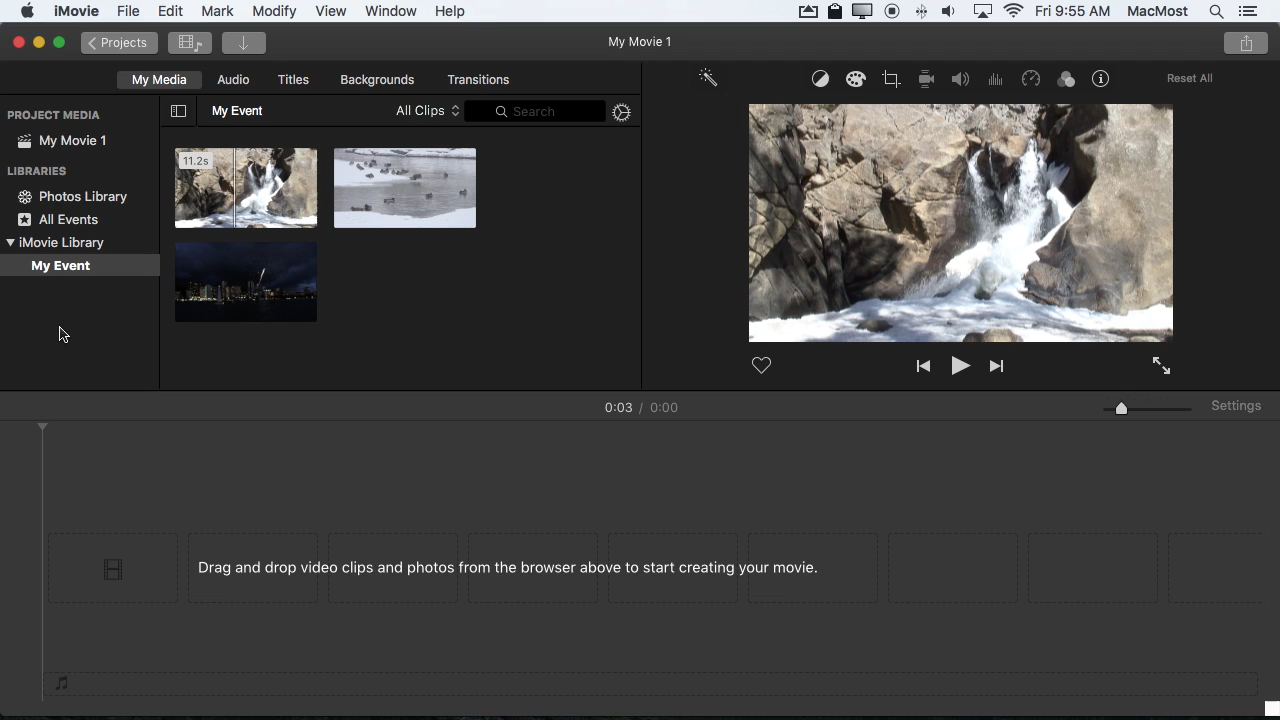 iMovie File Edit Mark Modify View Window Help Fri 9:55 AM MacMost
Projects My Movie 1
My Media Audio Titles Backgrounds Transitions Reset All
PROJECT MEDIA
My Movie 1
LIBRARIES
Photos Library
All Events
iMovie Library
My Event
My Event All Clips Search
11.2s
0:03 / 0:00 Settings
Drag and drop video clips and photos from the browser above to start creating your movie.